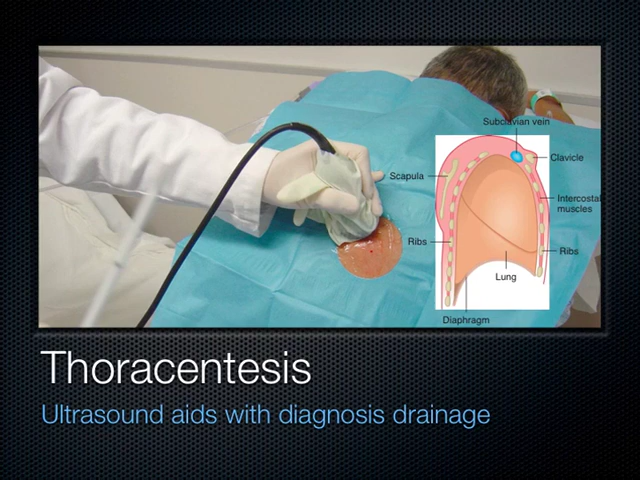 Subclavian vein
Clavicle
Scapula
Intercostal
muscles
Ribs
Ribs
Lung
Diaphragm
Thoracentesis
Ultrasound aids with diagnosis drainage